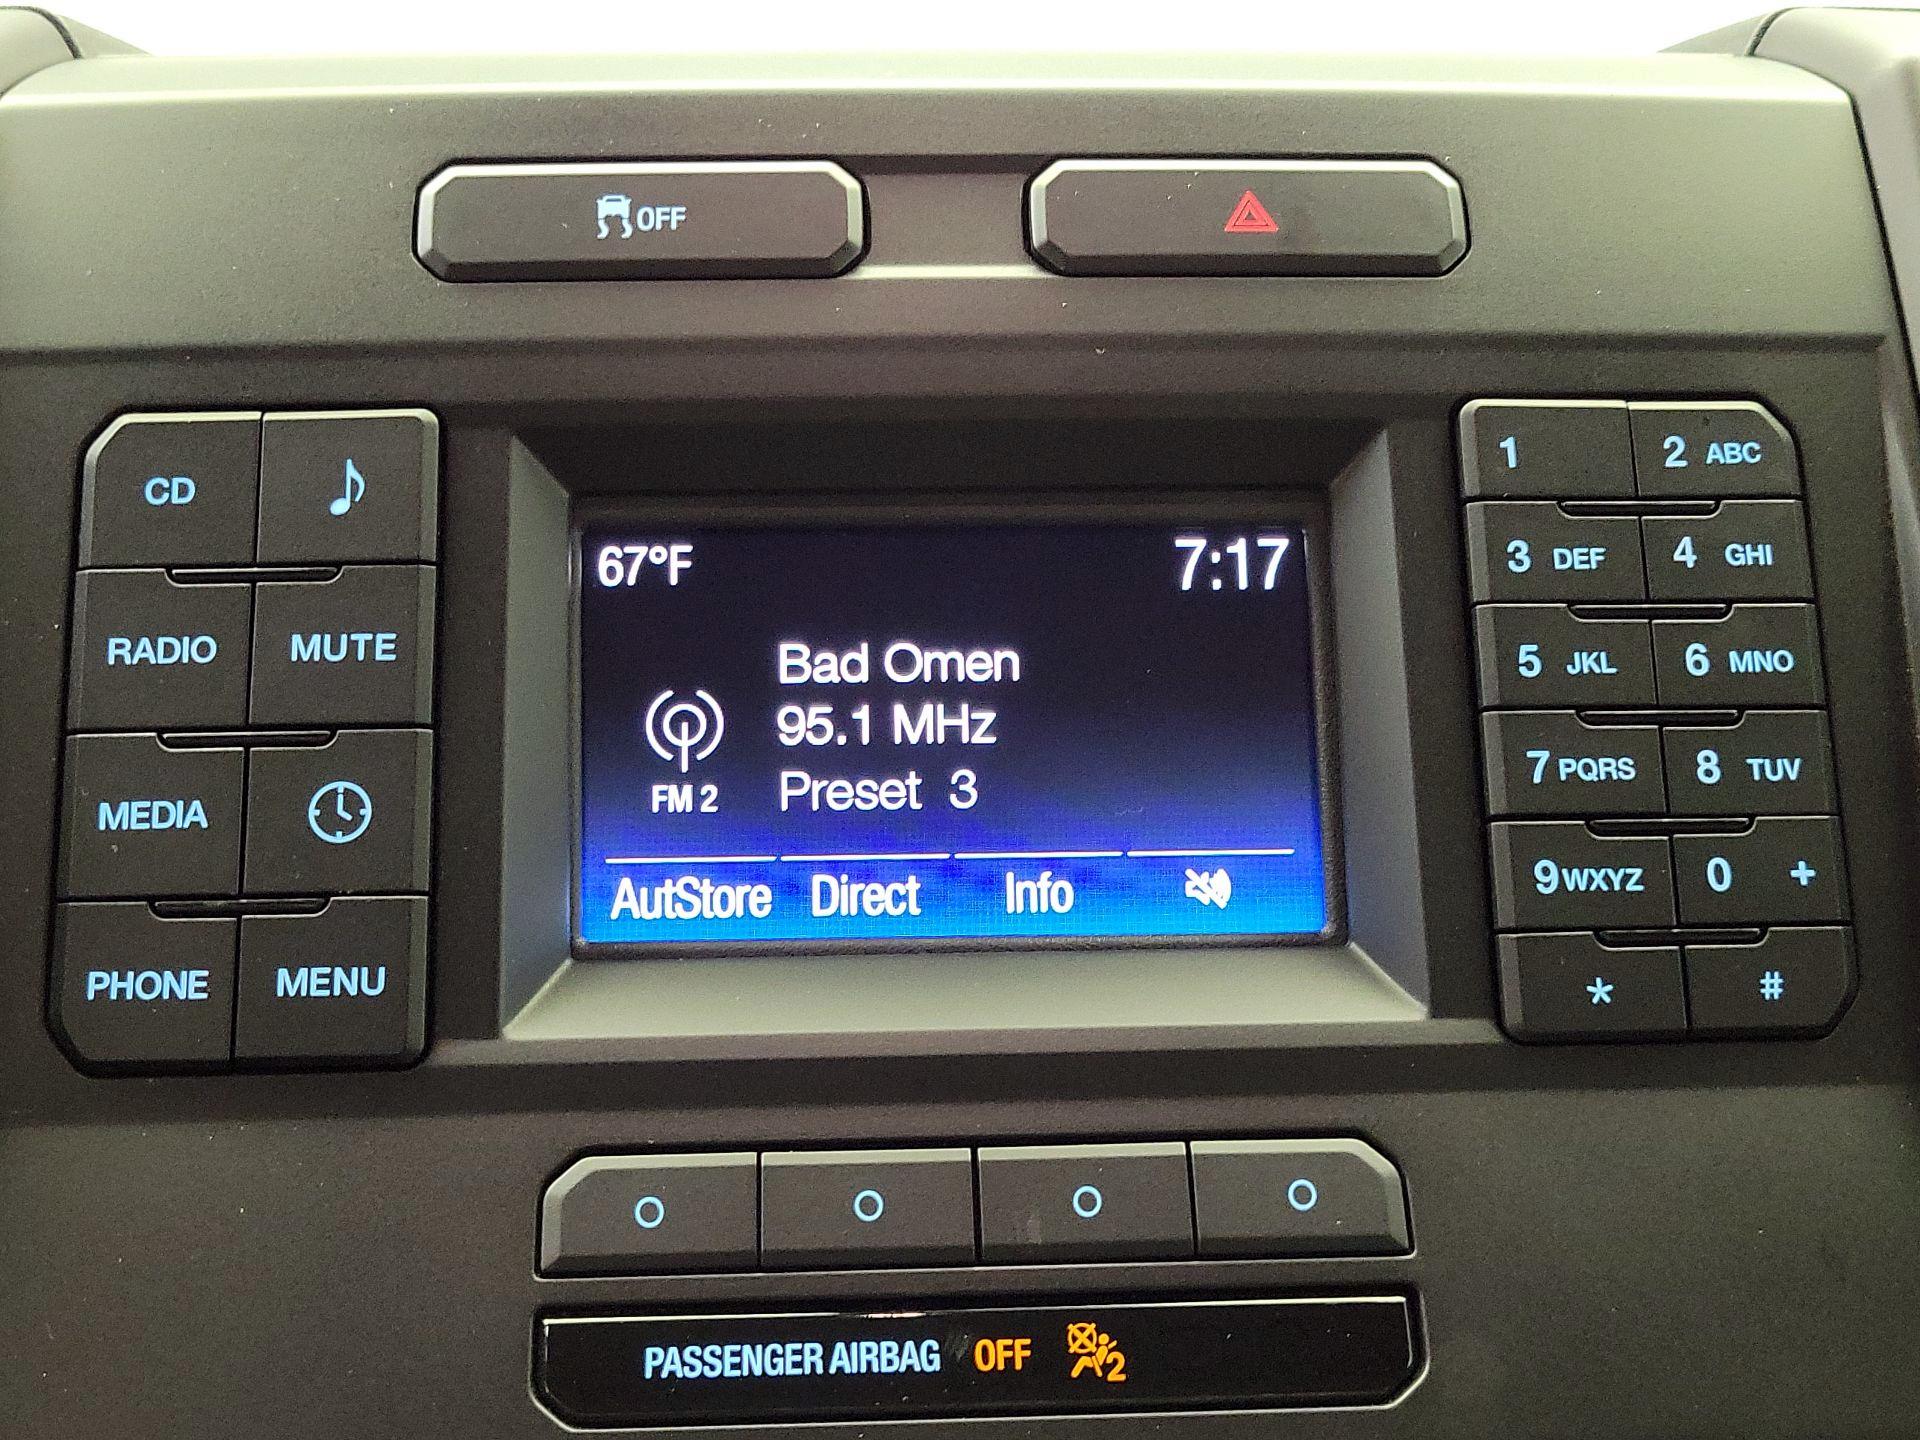 OFF
67°F 7:17
Bad Omen
95.1 MHz
Preset 3
FM 2
AutStore Direct Info
CD
RADIO MUTE
MEDIA
PHONE MENU
1 2 ABC
3 DEF 4 GHI
5 JKL 6 MNO
7 PQRS 8 TUV
9 WXYZ 0 +
* #
PASSENGER AIRBAG OFF 2